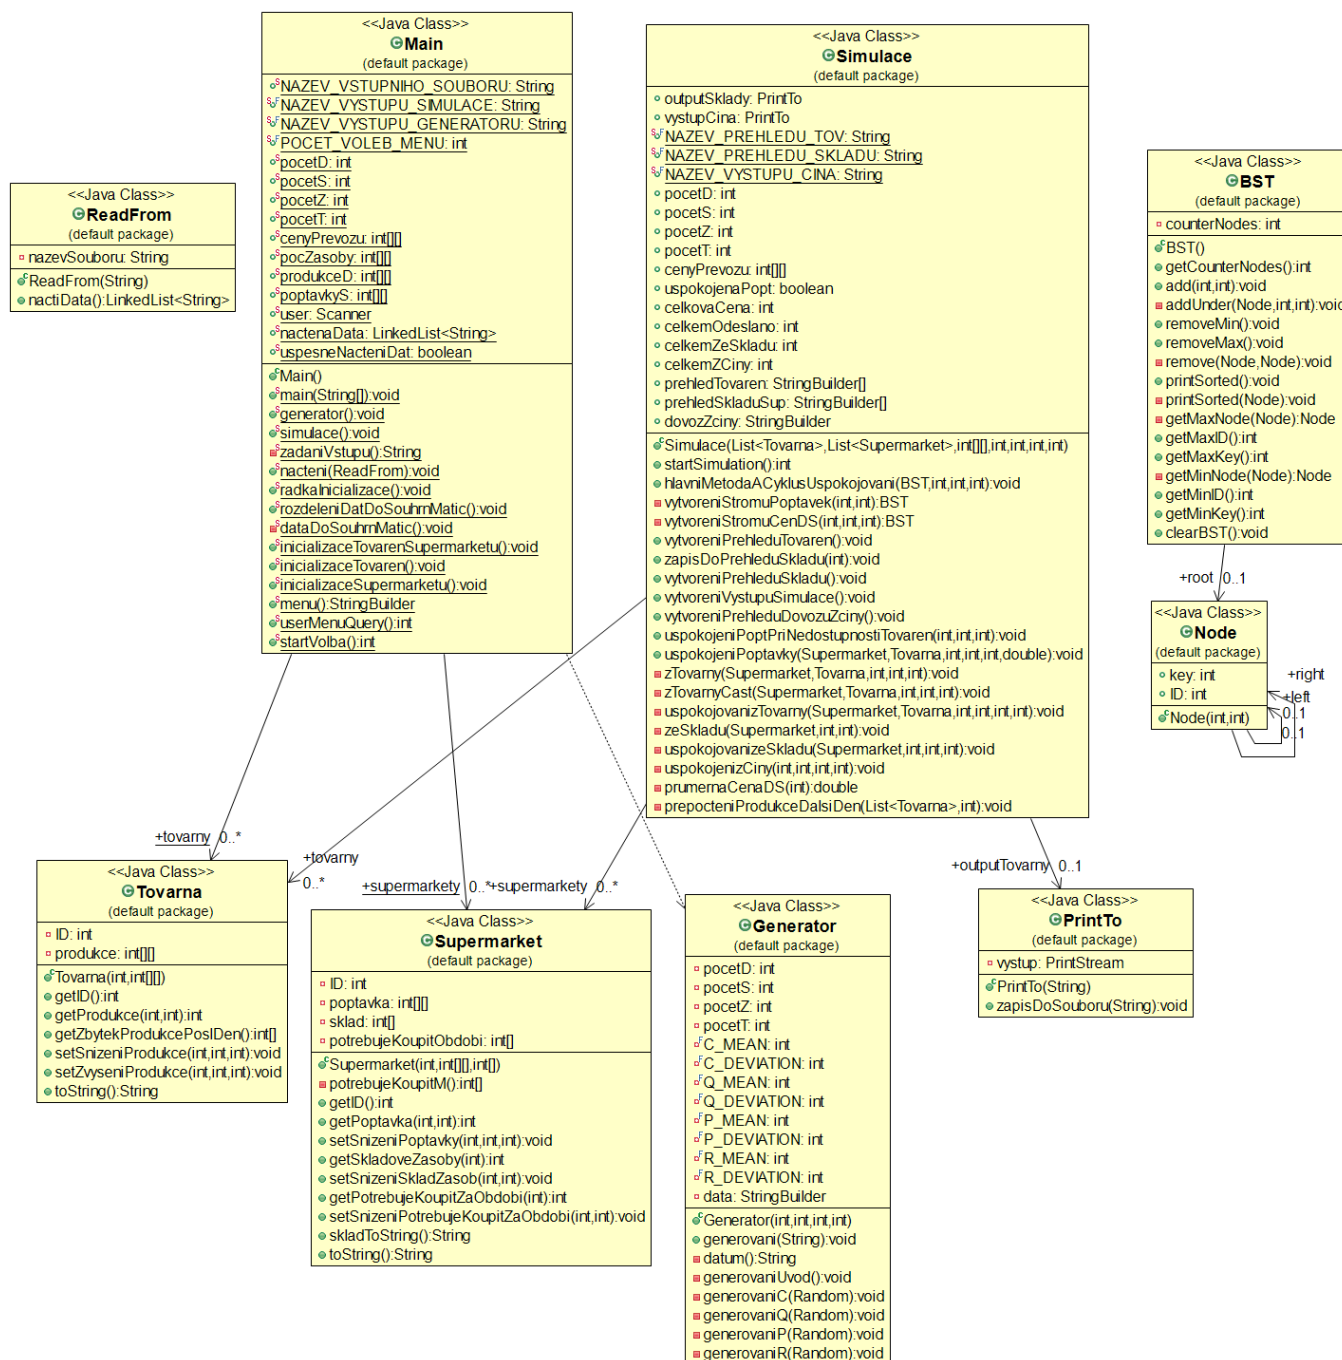 <<Java Class>>
Main
(default package)
NAZEV_VSTUPNIHO_SOUBORU: String
NAZEV_VYSTUPU_SIMULACE: String
NAZEV_VYSTUPU_GENERATORU: String
POCET_VOLEB_MENU: int
pocetD: int
pocetS: int
pocetZ: int
pocetT: int
cenyPrevozu: int[][]
pocZasoby: int[][]
produkceD: int[][]
poptavkyS: int[][]
user: Scanner
nactenaData: LinkedList<String>
uspesneNacteniDat: boolean
Main()
main(String[]):void
generator():void
simulace():void
zadaniVstupu():String
nacteni(ReadFrom):void
radkaInicializace():void
rozdeleniDatDoSouhrnMatic():void
dataDoSouhrnMatic():void
inicializaceTovarenSupermarketu():void
inicializaceTovaren():void
inicializaceSupermarketu():void
menu():StringBuilder
userMenuQuery():int
startVolba():int
<<Java Class>>
Simulace
(default package)
outputSklady: PrintTo
vystupCina: PrintTo
NAZEV_PREHLEDU_TOV: String
NAZEV_PREHLEDU_SKLADU: String
NAZEV_VYSTUPU_CINA: String
pocetD: int
pocetS: int
pocetZ: int
pocetT: int
cenyPrevozu: int[][]
uspokojenaPopt: boolean
celkovaCena: int
celkemOdeslano: int
celkemZeSkladu: int
celkemZCiny: int
prehledTovaren: StringBuilder[]
prehledSkladuSup: StringBuilder[]
dovozZciny: StringBuilder
Simulace(List<Tovarna>,List<Supermarket>,int[][],int,int,int,int)
startSimulation():int
hlavniMetodaACyklusUspokojovani(BST,int,int,int):void
vytvoreniStromuPoptavek(int,int):BST
vytvoreniStromuCenDS(int,int,int):BST
vytvoreniPrehleduTovaren():void
zapisDoPrehleduSkladu(int):void
vytvoreniPrehleduSkladu():void
vytvoreniVystupuSimulace():void
vytvoreniPrehleduDovozuZciny():void
uspokojeniPoptPriNedostupnostiTovaren(int,int,int):void
uspokojeniPoptavky(Supermarket,Tovarna,int,int,int,double):void
zTovarny(Supermarket,Tovarna,int,int,int):void
zTovarnyCast(Supermarket,Tovarna,int,int,int):void
uspokojovanizTovarny(Supermarket,Tovarna,int,int,int,int):void
zeSkladu(Supermarket,int,int):void
uspokojovanizeSkladu(Supermarket,int,int,int):void
uspokojenizCiny(int,int,int,int):void
prumernaCenaDS(int):double
prepocteniProdukceDalsiDen(List<Tovarna>,int):void
<<Java Class>>
BST
(default package)
counterNodes: int
BST()
getCounterNodes():int
add(int,int):void
addUnder(Node,int,int):void
removeMin():void
removeMax():void
remove(Node,Node):void
printSorted():void
printSorted(Node):void
getMaxNode(Node):Node
getMaxID():int
getMaxKey():int
getMinNode(Node):Node
getMinID():int
getMinKey():int
clearBST():void
<<Java Class>>
ReadFrom
(default package)
nazevSouboru: String
ReadFrom(String)
nactiData():LinkedList<String>
+root 0..1
<<Java Class>>
Node
(default package)
key: int
ID: int
Node(int,int)
+right
+left
0..1
0..1
+tovarny 0..*
+tovarny
0..*
+supermarkety 0..*
+supermarkety 0..*
+outputTovarny 0..1
<<Java Class>>
Tovarna
(default package)
ID: int
produkce: int[][]
Tovarna(int,int[][])
getID():int
getProdukce(int,int):int
getZbytekProdukcePoslDen():int[]
setSnizeniProdukce(int,int,int):void
setZvyseniProdukce(int,int,int):void
toString():String
<<Java Class>>
Supermarket
(default package)
ID: int
poptavka: int[][]
sklad: int[]
potrebujeKoupitObdobi: int[]
Supermarket(int,int[][],int[])
potrebujeKoupitM():int[]
getID():int
getPoptavka(int,int):int
setSnizeniPoptavky(int,int,int):void
getSkladoveZasoby(int):int
setSnizeniSkladZasob(int,int):void
getPotrebujeKoupitZaObdobi(int):int
setSnizeniPotrebujeKoupitZaObdobi(int,int):void
skladToString():String
toString():String
<<Java Class>>
Generator
(default package)
pocetD: int
pocetS: int
pocetZ: int
pocetT: int
C_MEAN: int
C_DEVIATION: int
Q_MEAN: int
Q_DEVIATION: int
P_MEAN: int
P_DEVIATION: int
R_MEAN: int
R_DEVIATION: int
data: StringBuilder
Generator(int,int,int,int)
generovani(String):void
datum():String
generovaniUvod():void
generovaniC(Random):void
generovaniQ(Random):void
generovaniP(Random):void
generovaniR(Random):void
<<Java Class>>
PrintTo
(default package)
vystup: PrintStream
PrintTo(String)
zapisDoSouboru(String):void